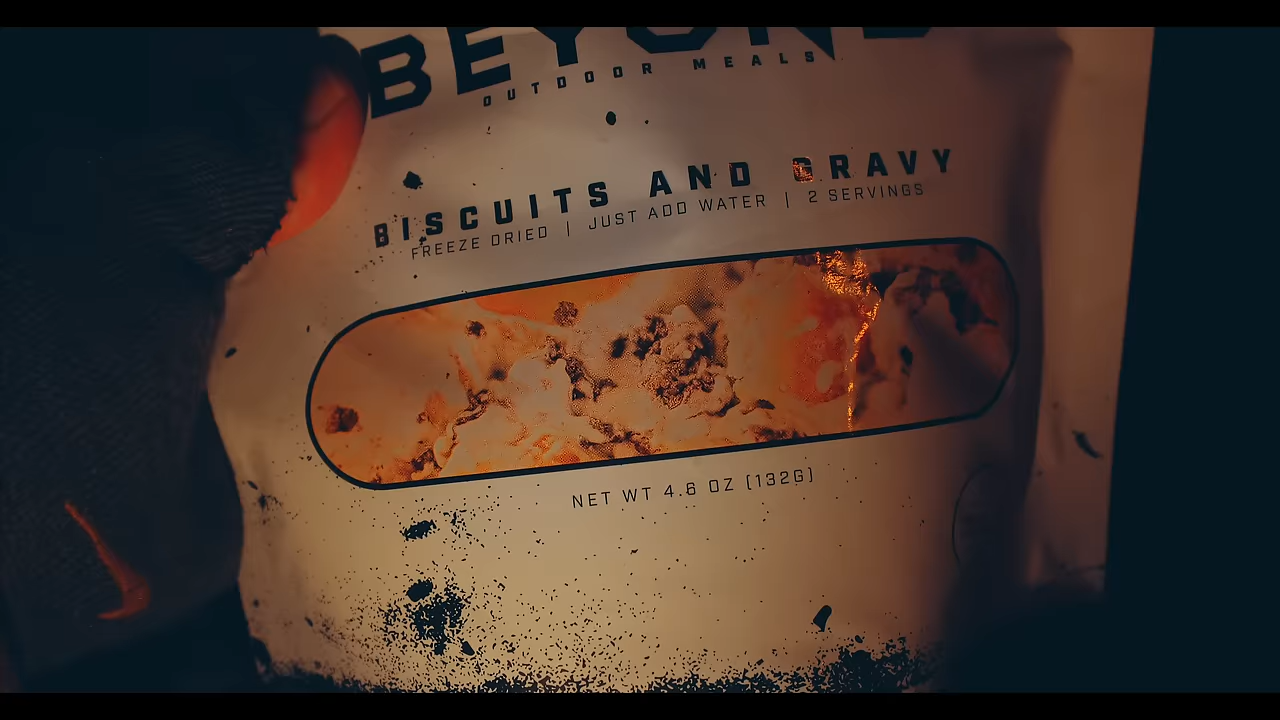 BEYOND
OUTDOOR MEALS
BISCUITS AND GRAVY
FREEZE DRIED | JUST ADD WATER | 2 SERVINGS
NET WT 4.6 OZ (132G)